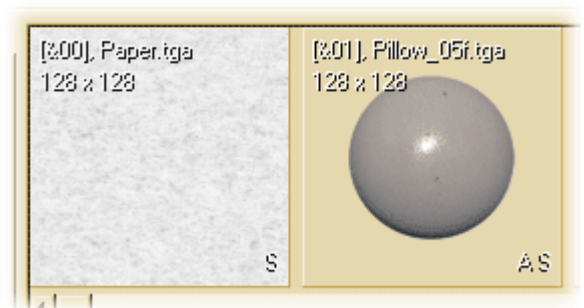 [&00], Paper.tga
128 x 128
S
[&01], Pillow_05f.tga
128 x 128
A S